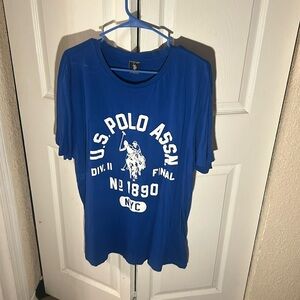 U.S. POLO ASSN.
DIV. II FINAL
Nº 1890
NYC